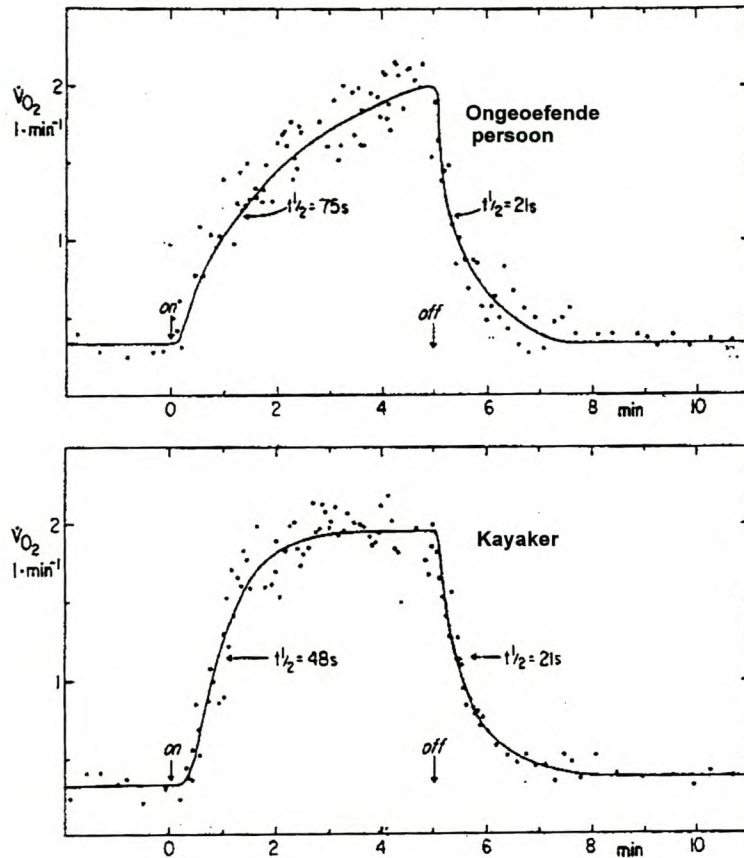 2
V̇O₂
l·min⁻¹
1
Ongeoefende
persoon
t½ = 75s
t½ = 21s
on
off
0 2 4 6 8 min 10
2
V̇O₂
l·min⁻¹
1
Kayaker
t½ = 48s
t½ = 21s
on
off
0 2 4 6 8 min 10